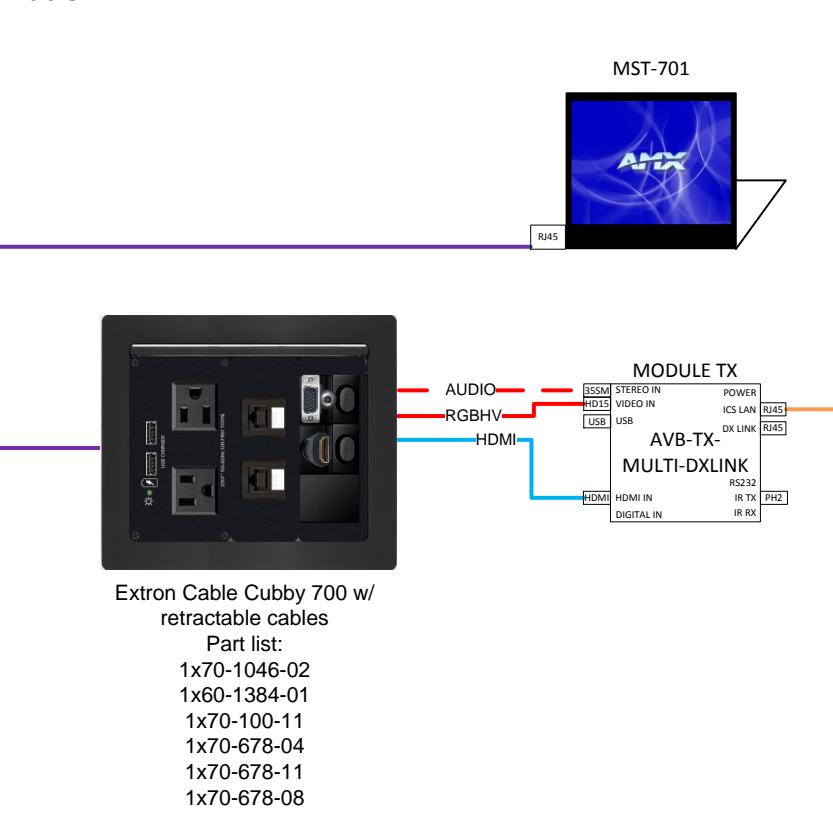 MST-701
AMX
RJ45
USB CHARGER
AUDIO
RGBHV
HDMI
MODULE TX
35SM STEREO IN
HD15 VIDEO IN
USB USB
POWER
ICS LAN RJ45
DX LINK RJ45
AVB-TX-
MULTI-DXLINK
RS232
HDMI HDMI IN
IR TX PH2
DIGITAL IN
IR RX
Extron Cable Cubby 700 w/
retractable cables
Part list:
1x70-1046-02
1x60-1384-01
1x70-100-11
1x70-678-04
1x70-678-11
1x70-678-08